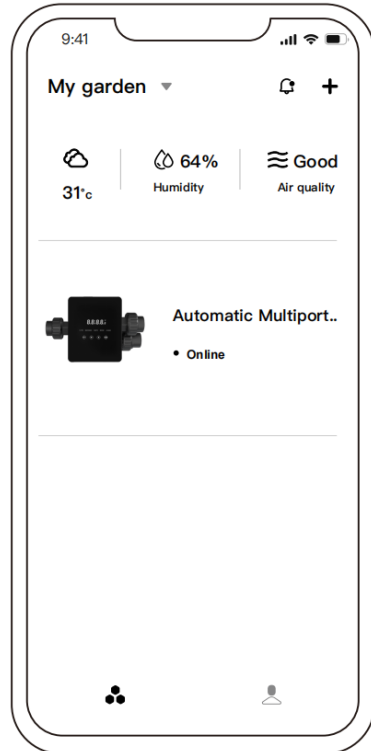 9:41
My garden
31°c
64%
Humidity
Good
Air quality
Automatic Multiport..
• Online